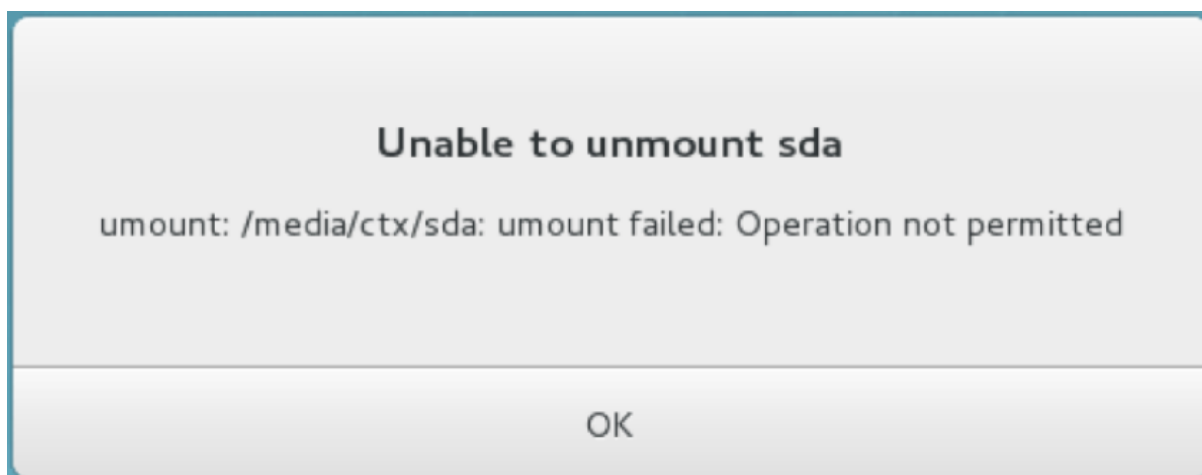 Unable to unmount sda
umount: /media/ctx/sda: umount failed: Operation not permitted
OK